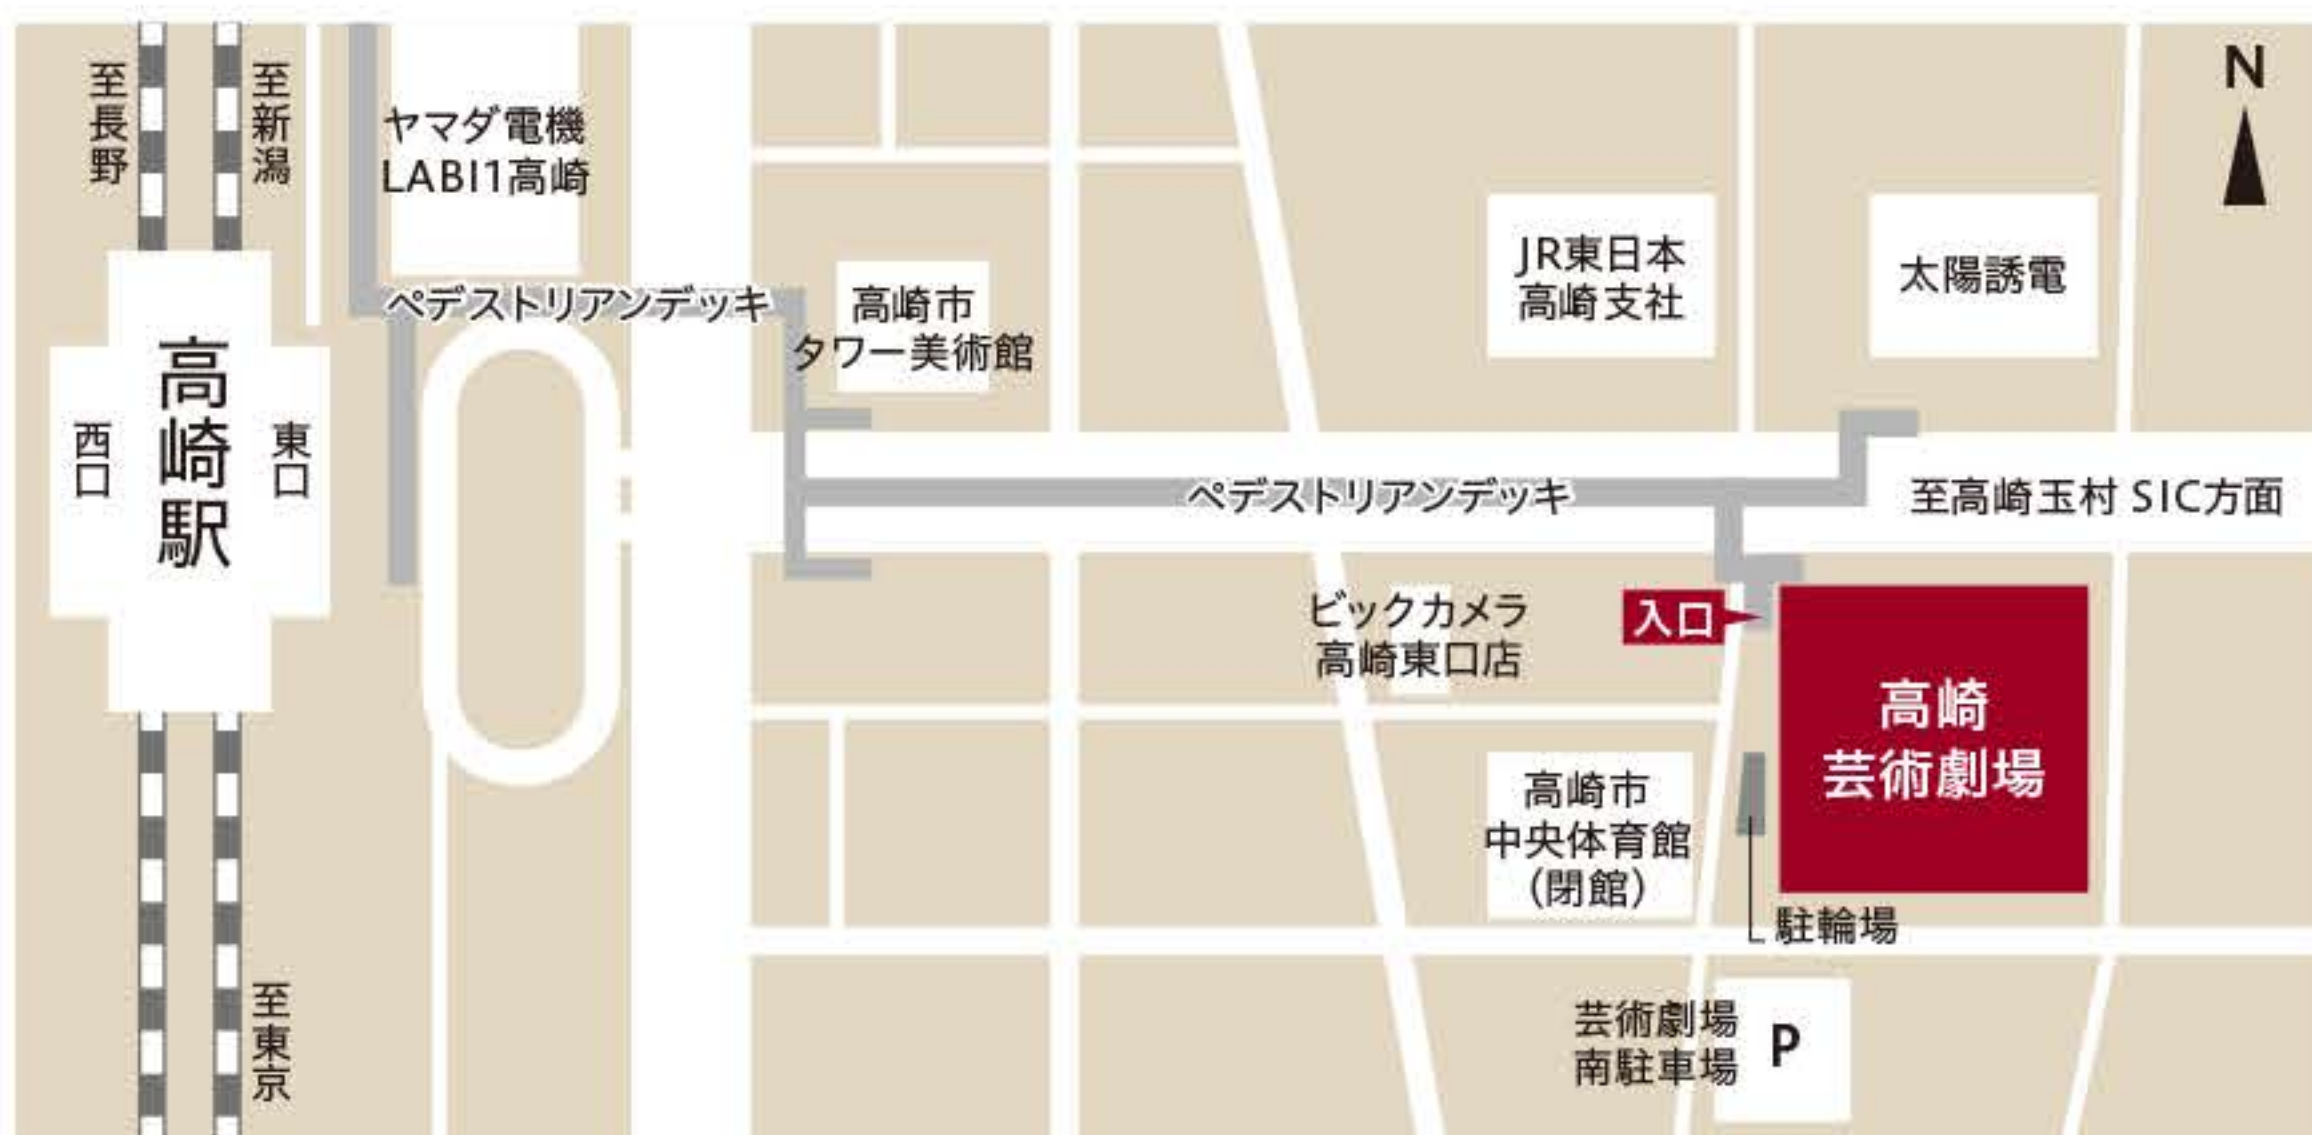 至長野
至新潟
ヤマダ電機
LABI1高崎
N
JR東日本
高崎支社
太陽誘電
ペデストリアンデッキ
高崎市
タワー美術館
高崎駅
西口
東口
ペデストリアンデッキ
至高崎玉村 SIC方面
ビックカメラ
高崎東口店
入口
高崎
芸術劇場
高崎市
中央体育館
(閉館)
駐輪場
至東京
芸術劇場
南駐車場
P